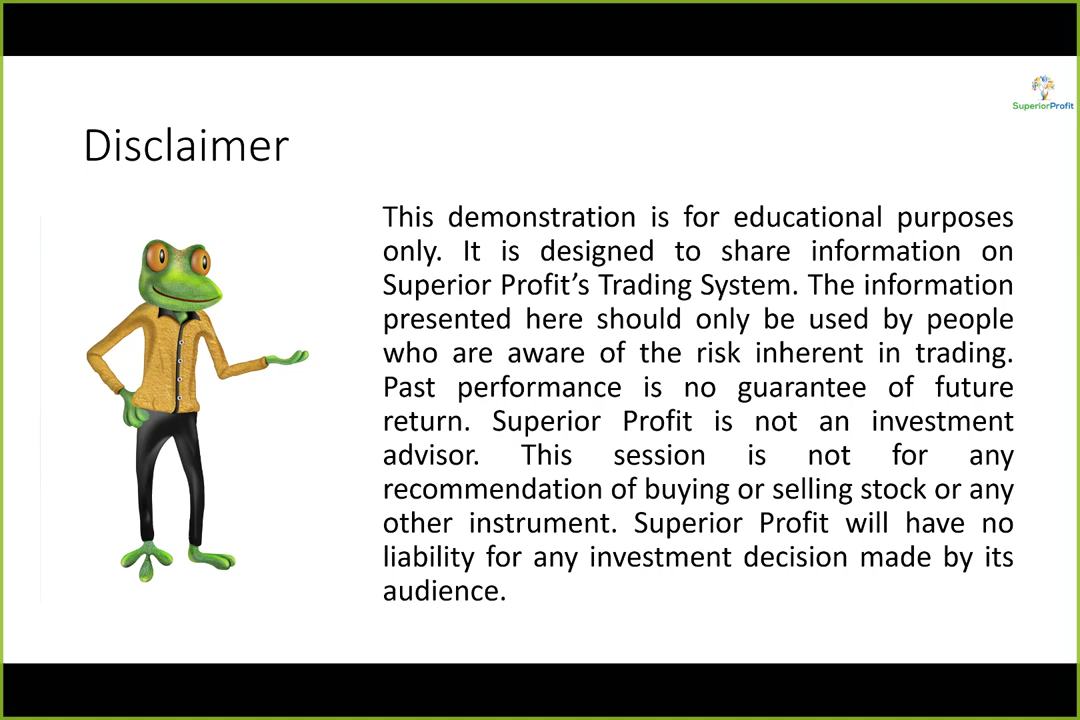 SuperiorProfit
Disclaimer
This demonstration is for educational purposes
only. It is designed to share information on
Superior Profit’s Trading System. The information
presented here should only be used by people
who are aware of the risk inherent in trading.
Past performance is no guarantee of future
return. Superior Profit is not an investment
advisor. This session is not for any
recommendation of buying or selling stock or any
other instrument. Superior Profit will have no
liability for any investment decision made by its
audience.